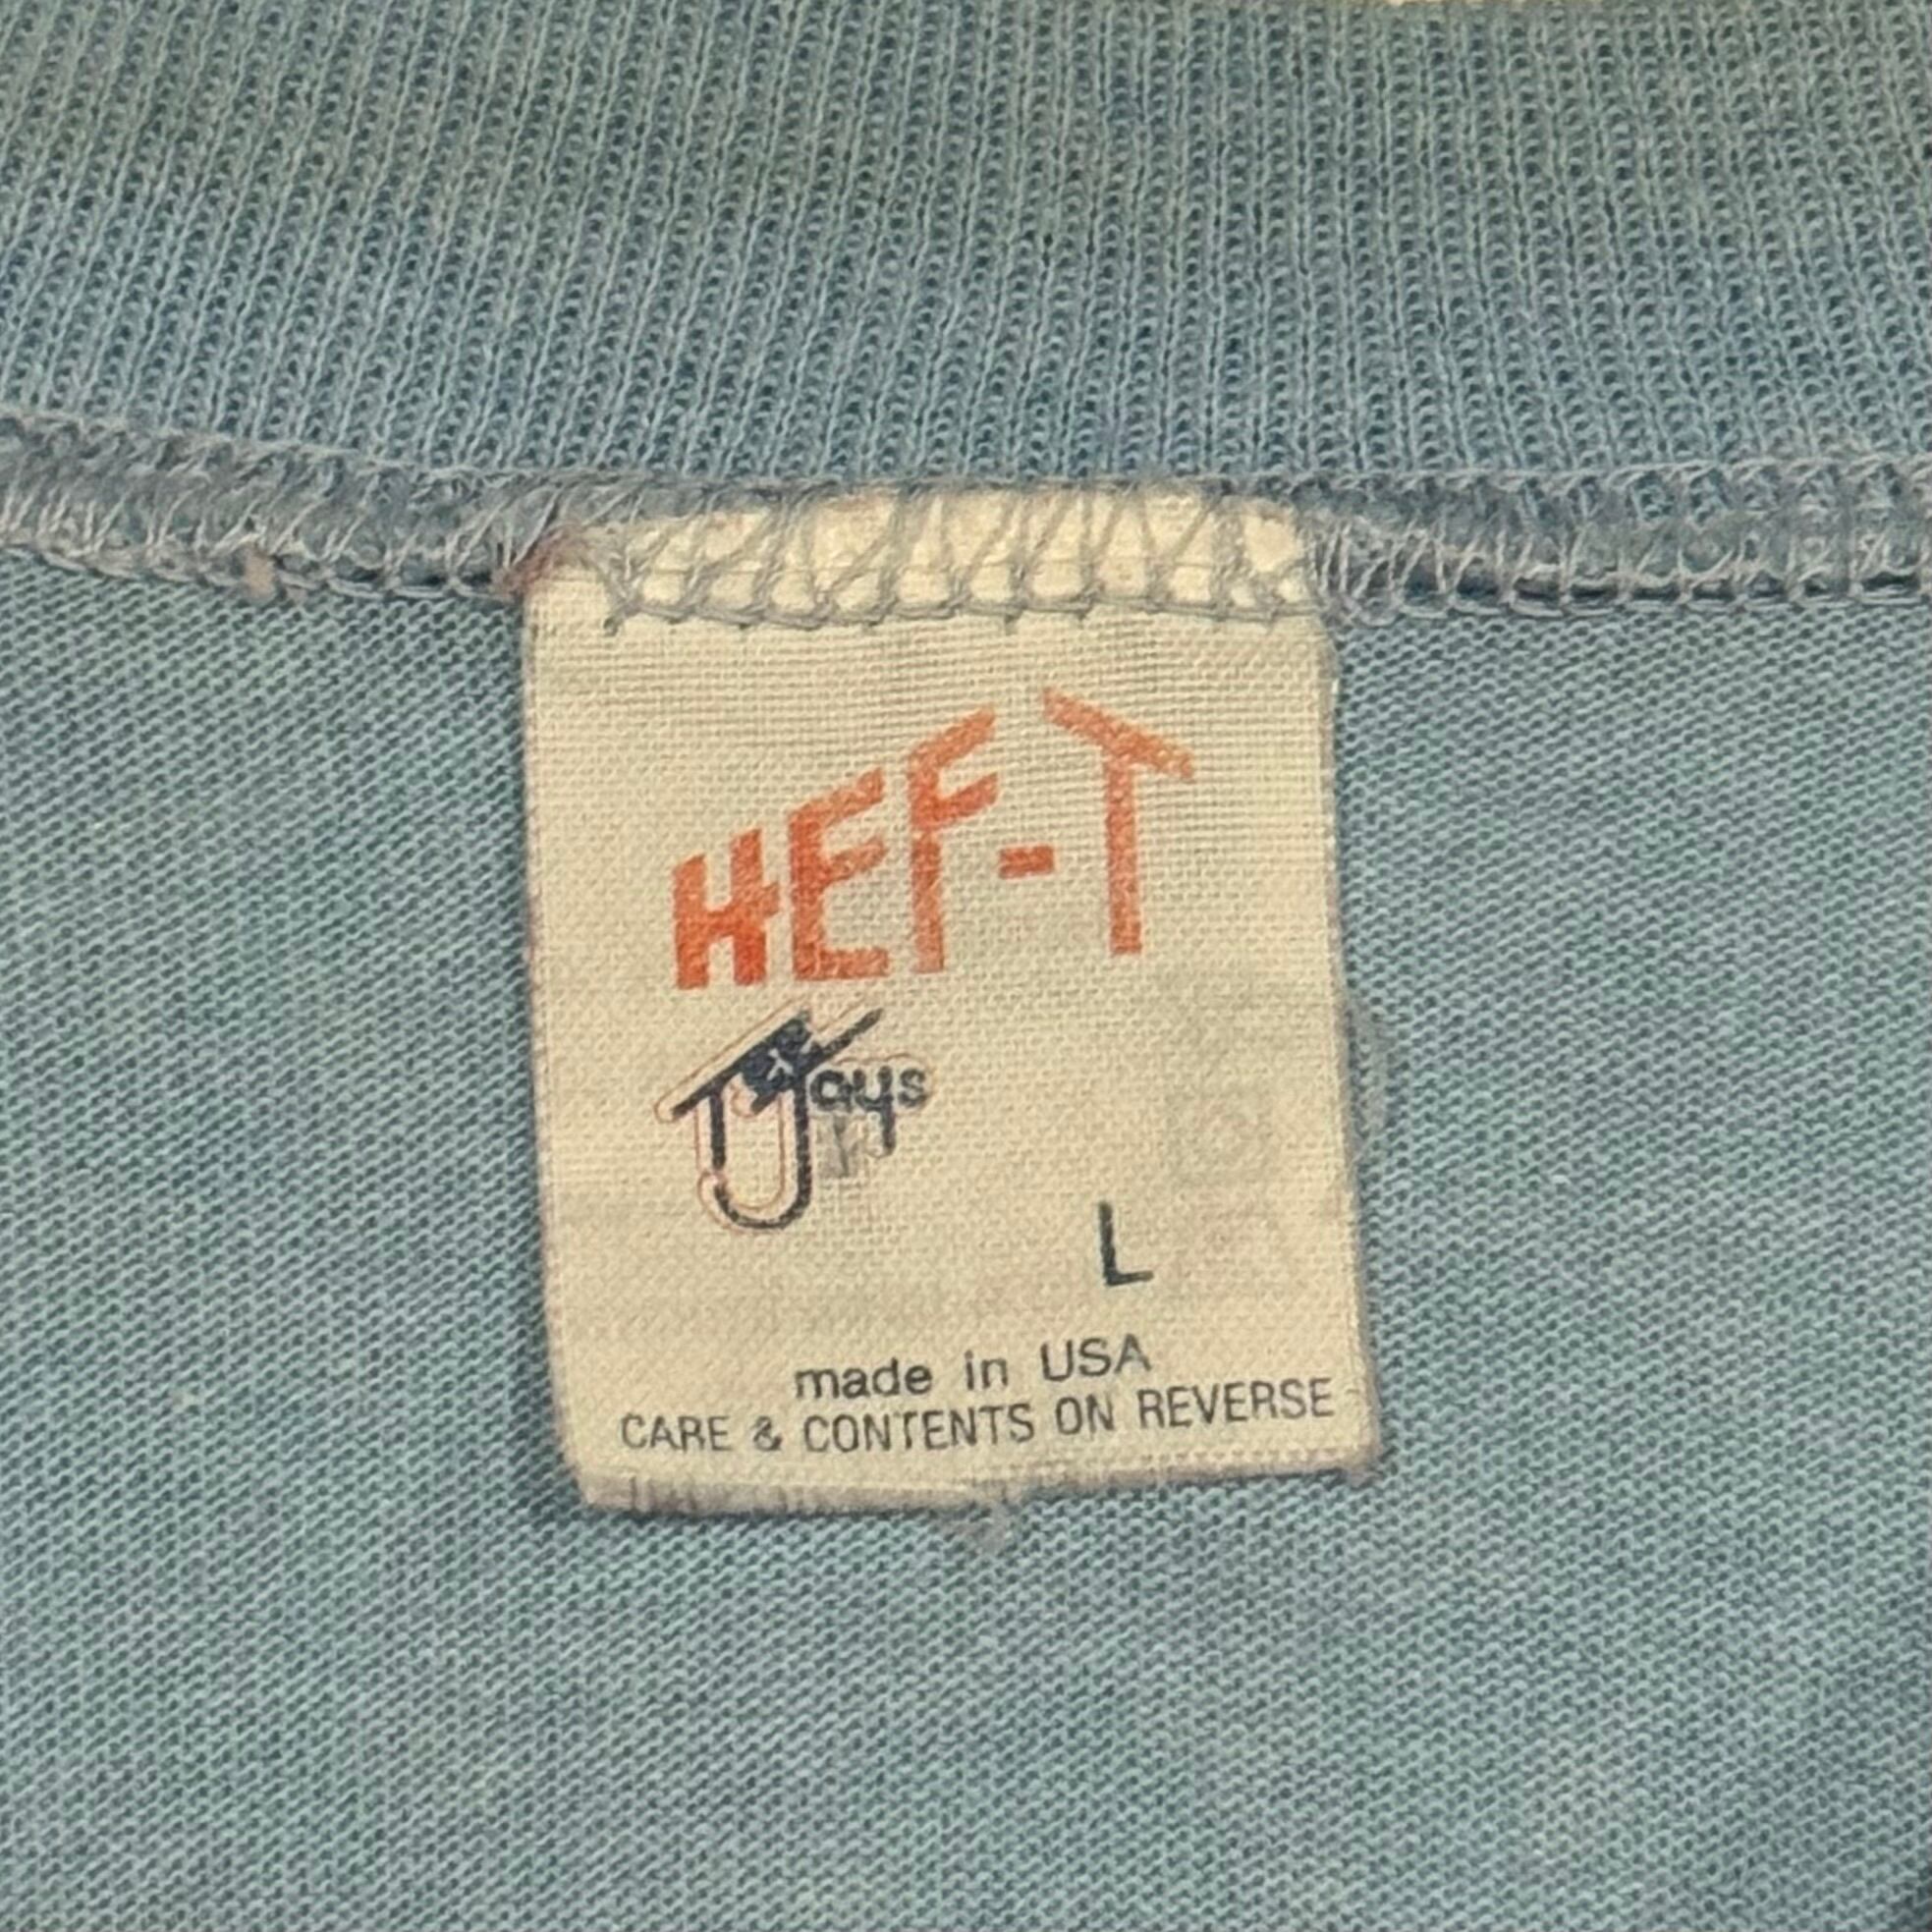 HEF-T
Jays
L
made in USA
CARE & CONTENTS ON REVERSE